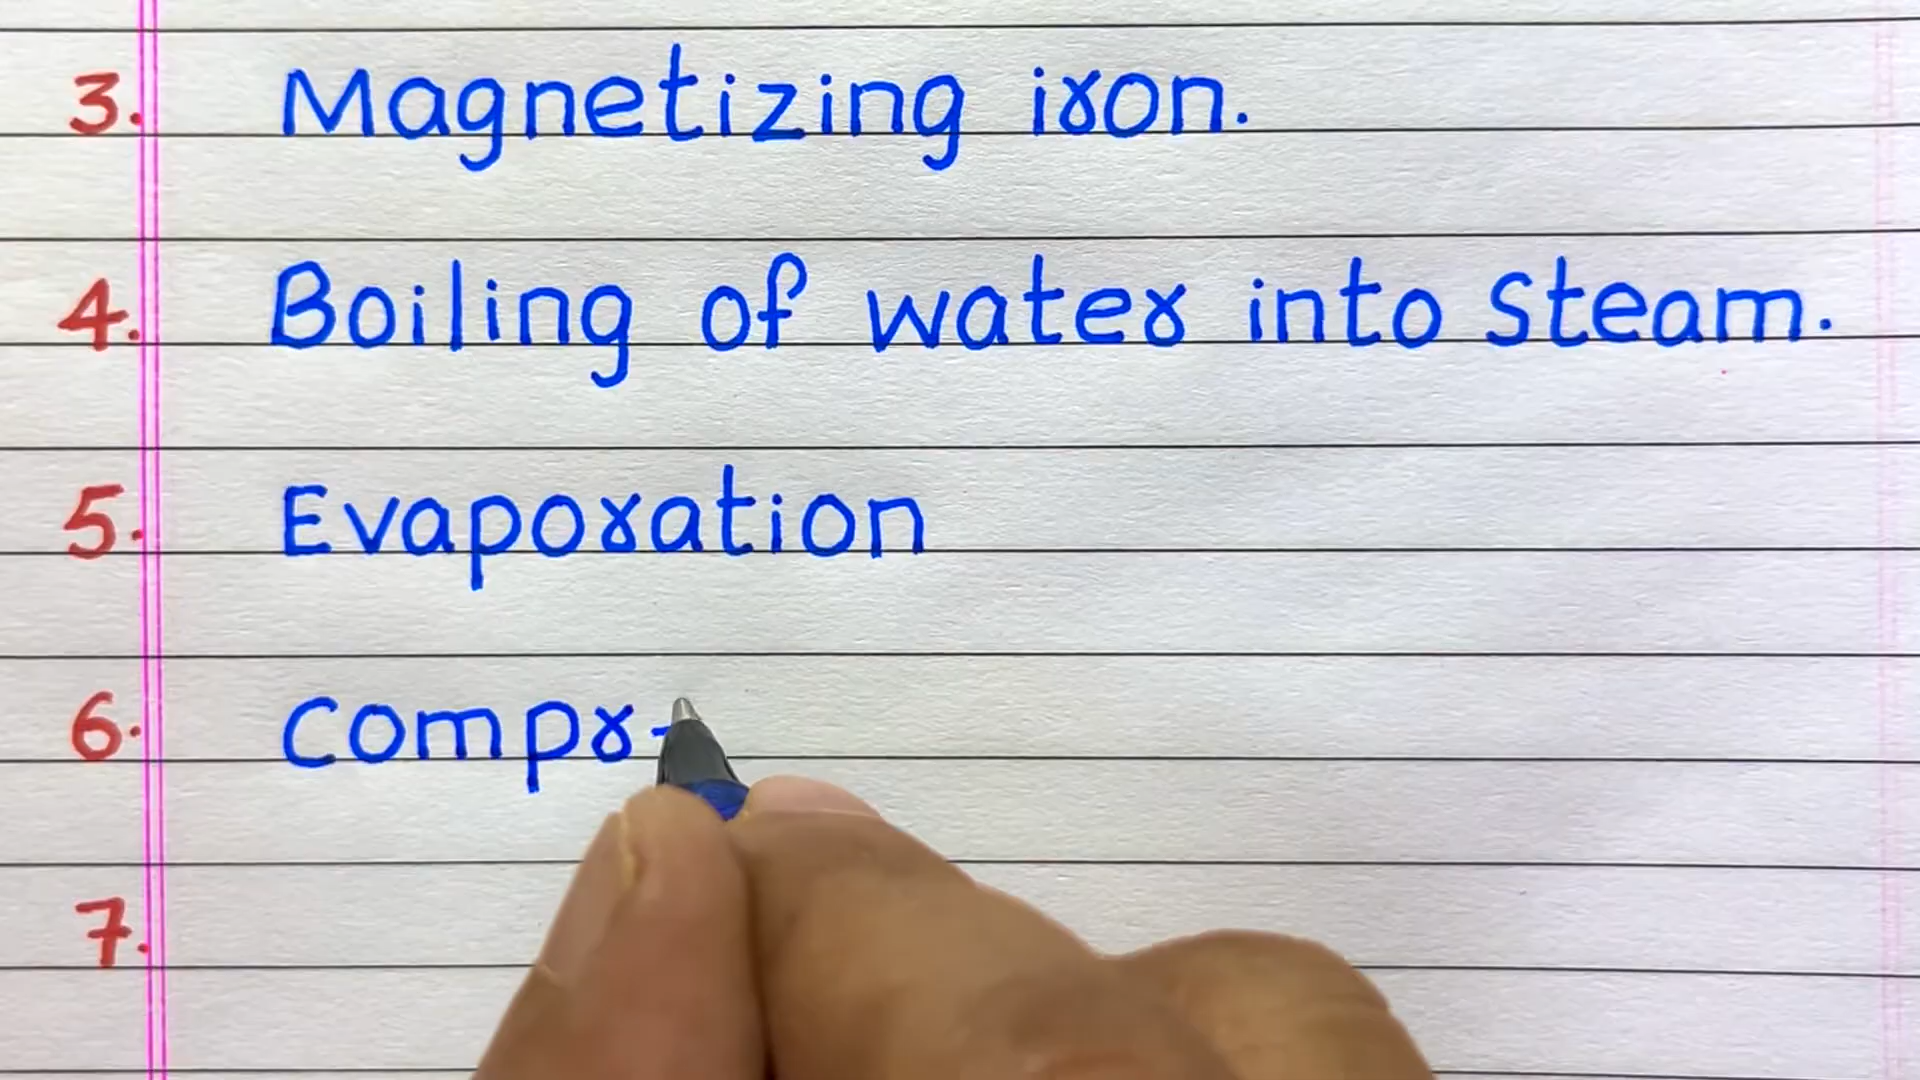 3. Magnetizing iron.
4. Boiling of water into steam.
5. Evaporation
6. Compr
7.